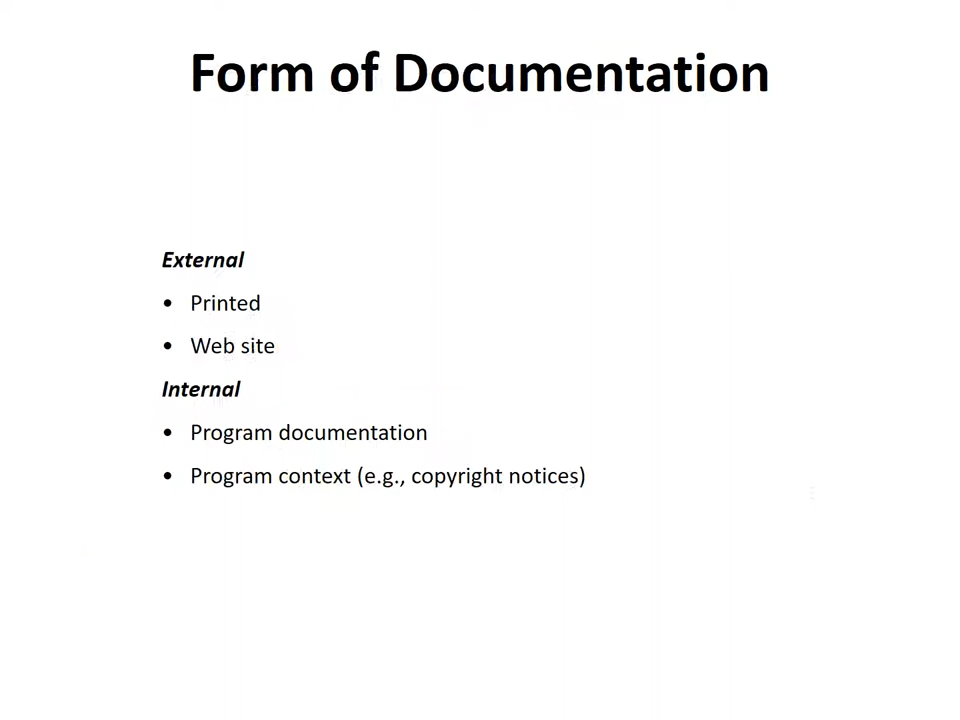 Form of Documentation
External
• Printed
• Web site
Internal
• Program documentation
• Program context (e.g., copyright notices)